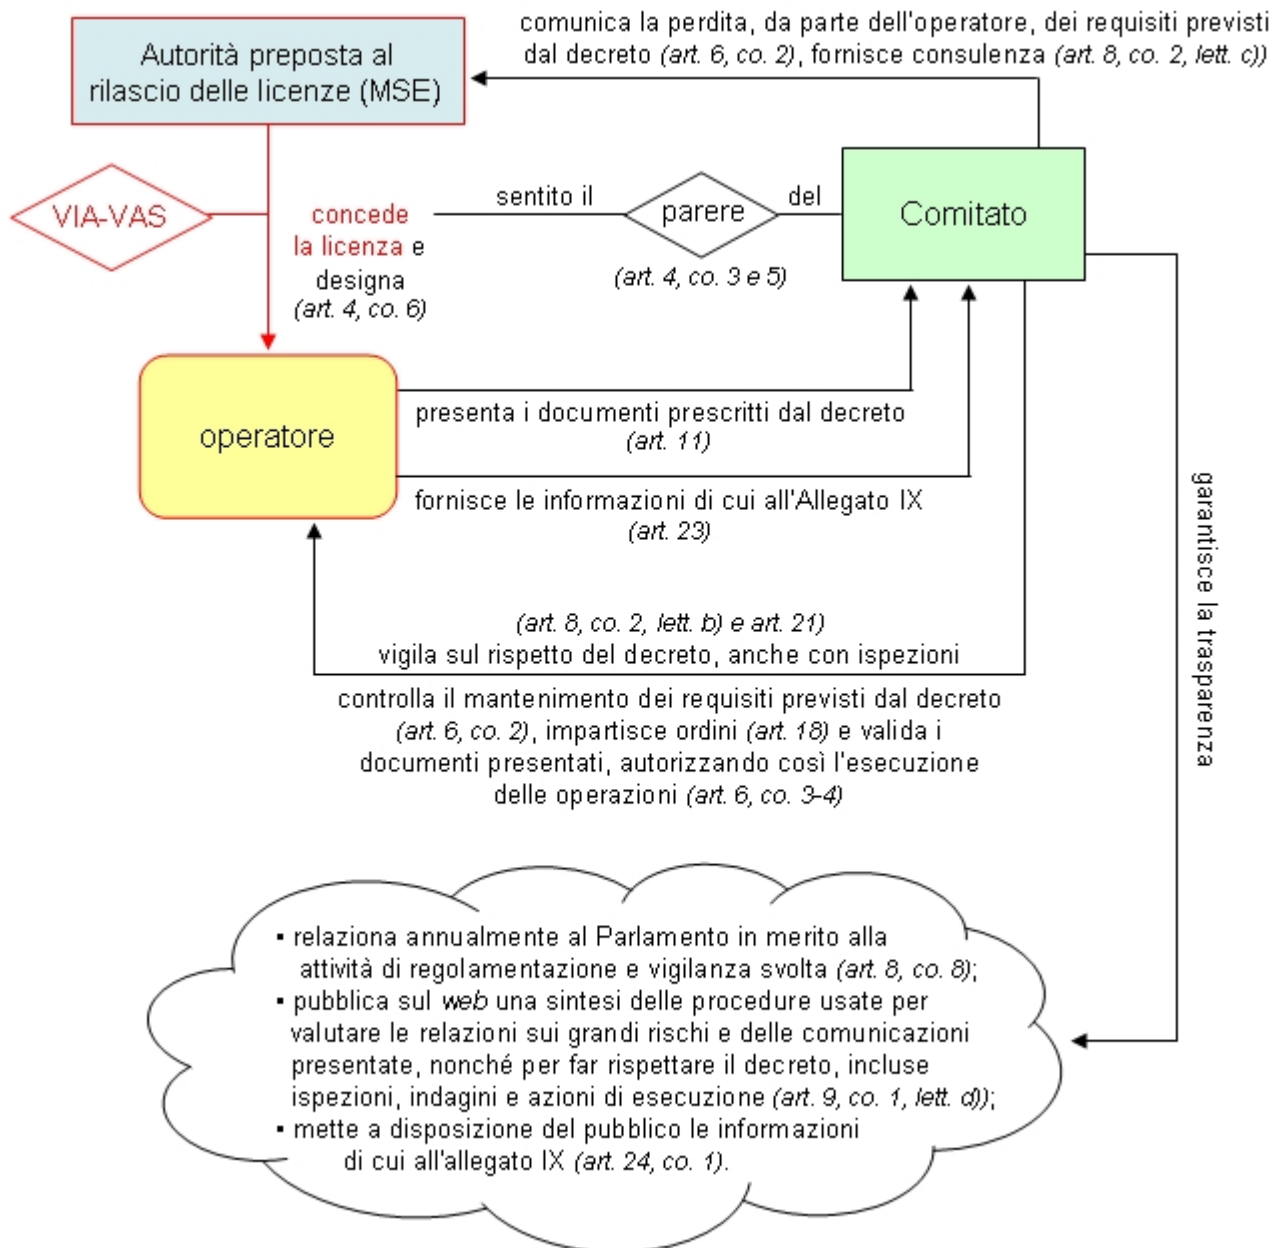 comunica la perdita, da parte dell'operatore, dei requisiti previsti
dal decreto (art. 6, co. 2), fornisce consulenza (art. 8, co. 2, lett. c))
Autorità preposta al
rilascio delle licenze (MSE)
VIA-VAS
concede
la licenza e
designa
(art. 4, co. 6)
sentito il
parere
del
(art. 4, co. 3 e 5)
Comitato
operatore
presenta i documenti prescritti dal decreto
(art. 11)
fornisce le informazioni di cui all'Allegato IX
(art. 23)
garantisce la trasparenza
(art. 8, co. 2, lett. b) e art. 21)
vigila sul rispetto del decreto, anche con ispezioni
controlla il mantenimento dei requisiti previsti dal decreto
(art. 6, co. 2), impartisce ordini (art. 18) e valida i
documenti presentati, autorizzando così l'esecuzione
delle operazioni (art. 6, co. 3-4)
▪ relaziona annualmente al Parlamento in merito alla
attività di regolamentazione e vigilanza svolta (art. 8, co. 8);
▪ pubblica sul web una sintesi delle procedure usate per
valutare le relazioni sui grandi rischi e delle comunicazioni
presentate, nonché per far rispettare il decreto, incluse
ispezioni, indagini e azioni di esecuzione (art. 9, co. 1, lett. d));
▪ mette a disposizione del pubblico le informazioni
di cui all'allegato IX (art. 24, co. 1).